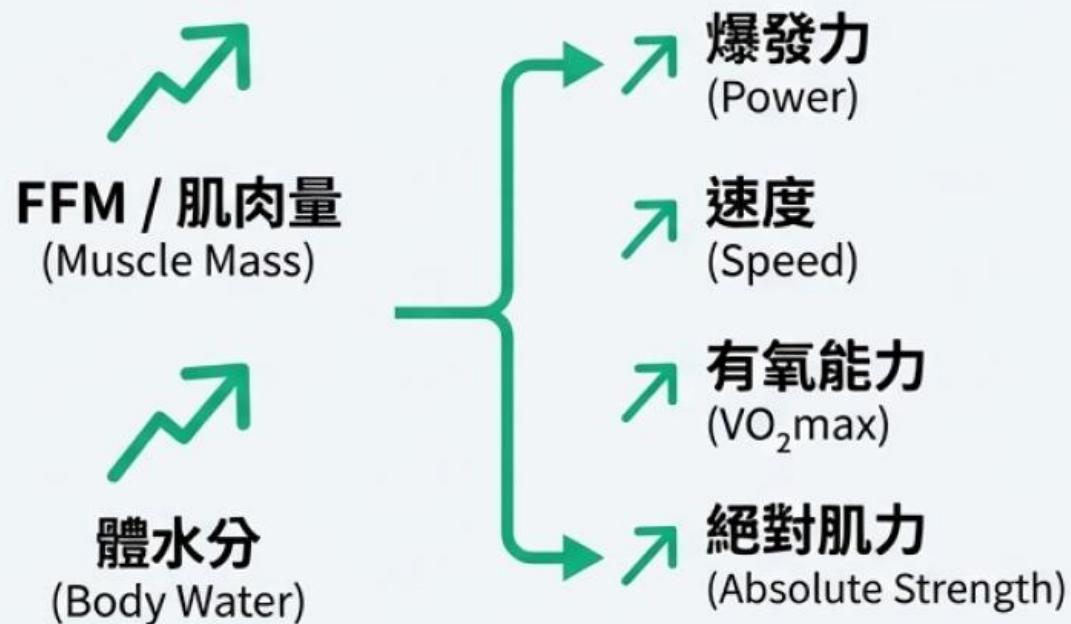 FFM / 肌肉量
(Muscle Mass)
體水分
(Body Water)
爆發力
(Power)
速度
(Speed)
有氧能力
(VO₂max)
絕對肌力
(Absolute Strength)